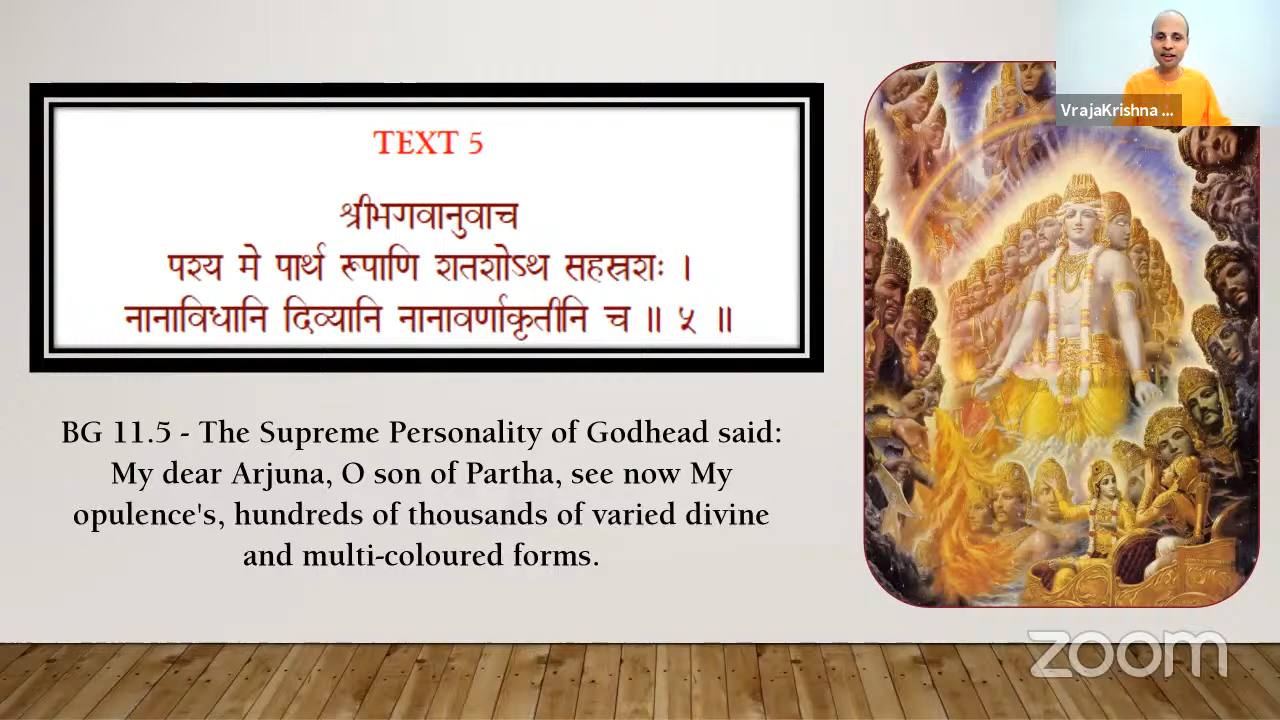 TEXT 5
श्रीभगवानुवाच
पश्य मे पार्थ रूपाणि शतशोऽथ सहस्रशः ।
नानाविधानि दिव्यानि नानावर्णाकृतीनि च ॥ ५ ॥
BG 11.5 - The Supreme Personality of Godhead said:
My dear Arjuna, O son of Partha, see now My
opulence's, hundreds of thousands of varied divine
and multi-coloured forms.
VrajaKrishna ...
zoom